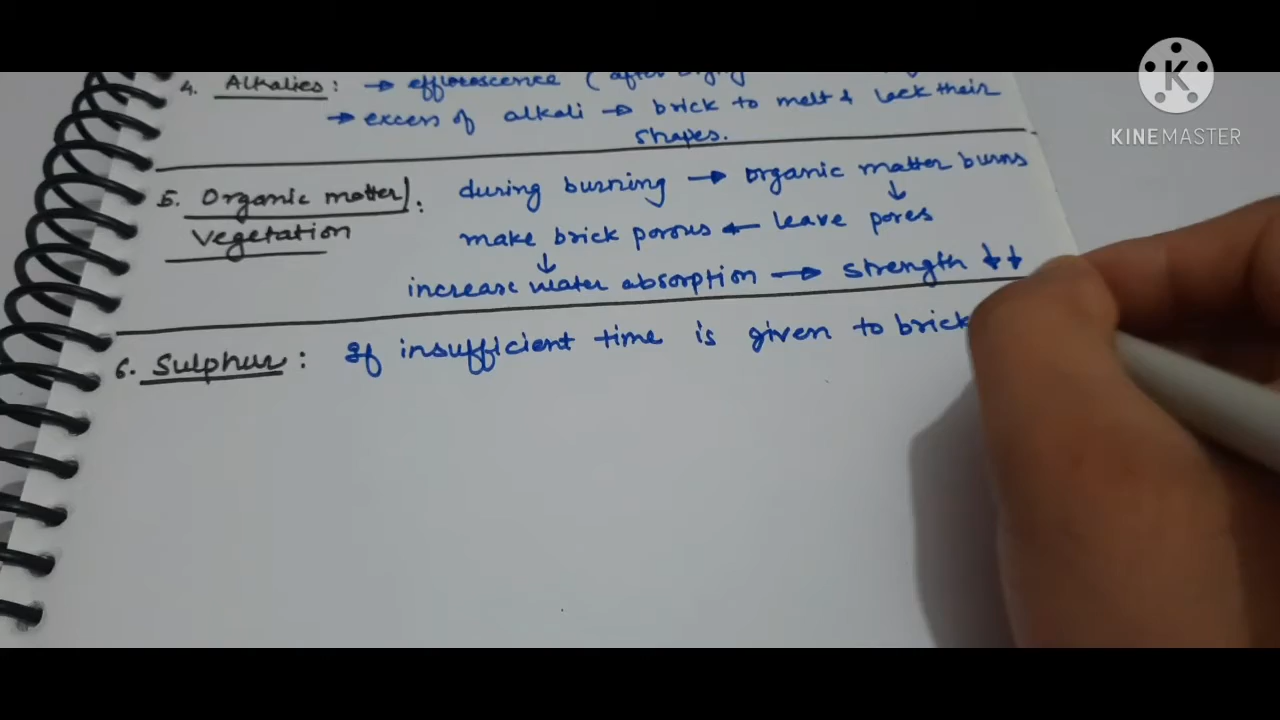 4. Alkalies: → efflorescence (after drying
→ excess of alkali → brick to melt & lack their
shapes.
5. Organic matter/ : during burning → organic matter burns
↓
Vegetation make brick porous ← leave pores
↓
increase water absorption → strength ↓↓
6. Sulphur: If insufficient time is given to brick
KINEMASTER